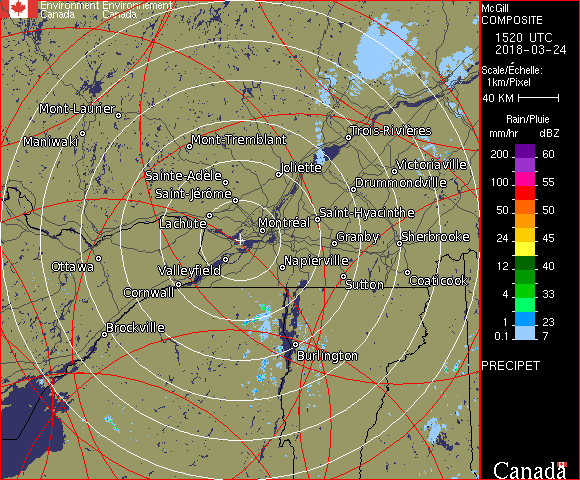 Environment Environnement
Canada Canada
McGill
COMPOSITE
1520 UTC
2018-03-24
Scale/Échelle:
1km/Pixel
40 KM
Rain/Pluie
mm/hr dBZ
200 60
150 57
100 55
50 50
24 45
12 40
4 33
1 23
0.1 7
PRECIPET
Canada
Mont-Laurier
Maniwaki
Mont-Tremblant
Trois-Rivières
Joliette
Victoriaville
Sainte-Adèle
Drummondville
Saint-Jérôme
Lachute
Saint-Hyacinthe
Montréal
Granby
Sherbrooke
Ottawa
Valleyfield
Napierville
Cornwall
Sutton
Coaticook
Brockville
Burlington